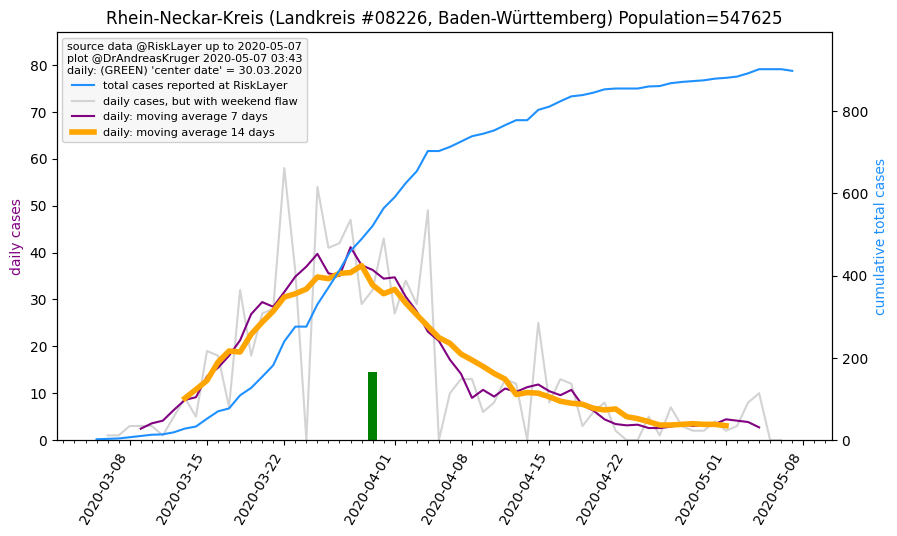 Rhein-Neckar-Kreis (Landkreis #08226, Baden-Württemberg) Population=547625
source data @RiskLayer up to 2020-05-07
plot @DrAndreasKruger 2020-05-07 03:43
daily: (GREEN) 'center date' = 30.03.2020
total cases reported at RiskLayer
daily cases, but with weekend flaw
daily: moving average 7 days
daily: moving average 14 days
daily cases
80
70
60
50
40
30
20
10
0
cumulative total cases
800
600
400
200
0
2020-03-08
2020-03-15
2020-03-22
2020-04-01
2020-04-08
2020-04-15
2020-04-22
2020-05-01
2020-05-08